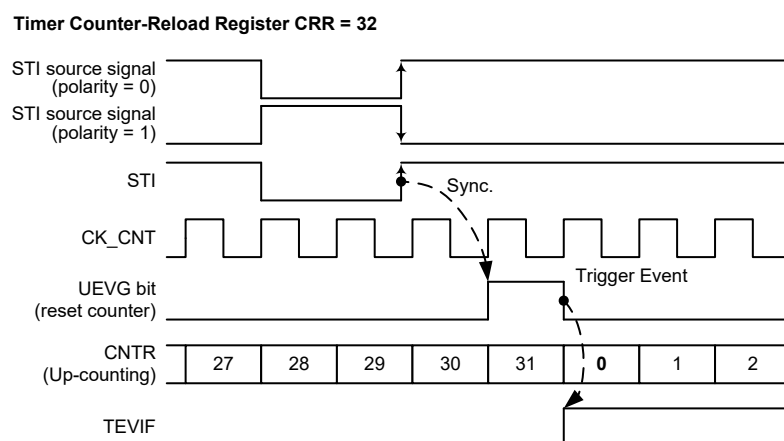 Timer Counter-Reload Register CRR = 32
STI source signal
(polarity = 0)
STI source signal
(polarity = 1)
STI
Sync.
CK_CNT
Trigger Event
UEVG bit
(reset counter)
CNTR
(Up-counting)
27 28 29 30 31 0 1 2
TEVIF